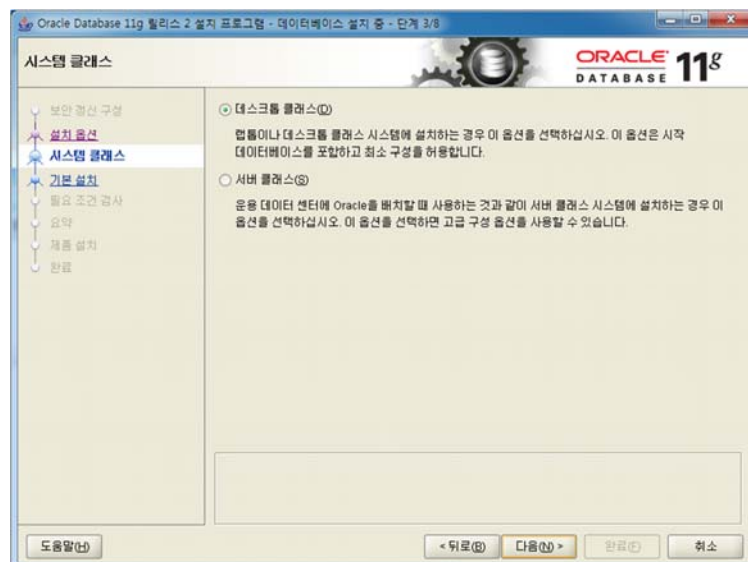 Oracle Database 11g 릴리스 2 설치 프로그램 - 데이터베이스 설치 중 - 단계 3/8
시스템 클래스
ORACLE
DATABASE
11g
보안 갱신 구성
설치 옵션
시스템 클래스
기본 설치
필요 조건 검사
요약
제품 설치
완료
데스크톱 클래스(D)
랩톱이나 데스크톱 클래스 시스템에 설치하는 경우 이 옵션을 선택하십시오. 이 옵션은 시작
데이터베이스를 포함하고 최소 구성을 허용합니다.
서버 클래스(S)
운용 데이터 센터에 Oracle을 배치할 때 사용하는 것과 같이 서버 클래스 시스템에 설치하는 경우 이
옵션을 선택하십시오. 이 옵션을 선택하면 고급 구성 옵션을 사용할 수 있습니다.
도움말(H)
< 뒤로(B)
다음(N) >
완료(F)
취소